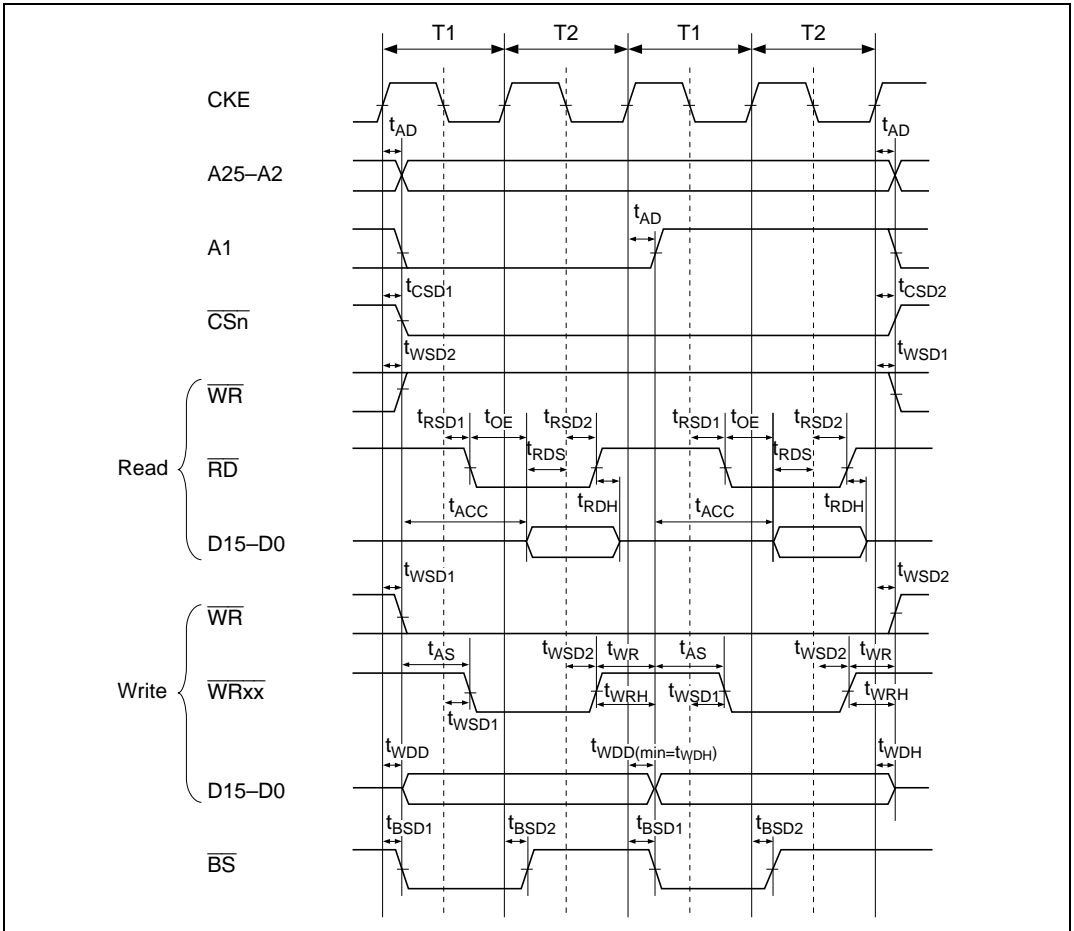 T1 T2 T1 T2
CKE
tAD tAD
A25–A2
tAD
A1
tCSD1 tCSD2
CSn
tWSD2 tWSD1
WR
tRSD1 tOE tRSD2 tRSD1 tOE tRSD2
Read RD tRDS tRDS
tRDH tRDH
tACC tACC
D15–D0
tWSD1 tWSD2
WR
tAS tWSD2 tWR tAS tWSD2 tWR
Write WRxx tWRH tWSD1 tWRH
tWSD1
tWDD tWDD(min=tWDH) tWDH
D15–D0
tBSD1 tBSD2 tBSD1 tBSD2
BS